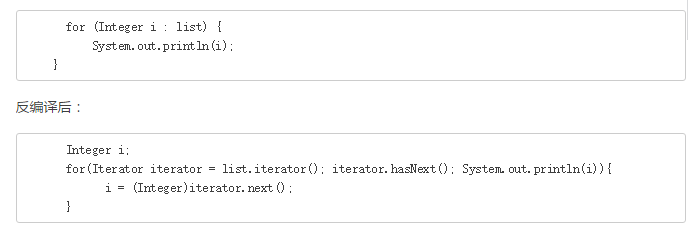 for (Integer i : list) {
System.out.println(i);
}
反编译后：
Integer i;
for(Iterator iterator = list.iterator(); iterator.hasNext(); System.out.println(i)){
i = (Integer)iterator.next();
}